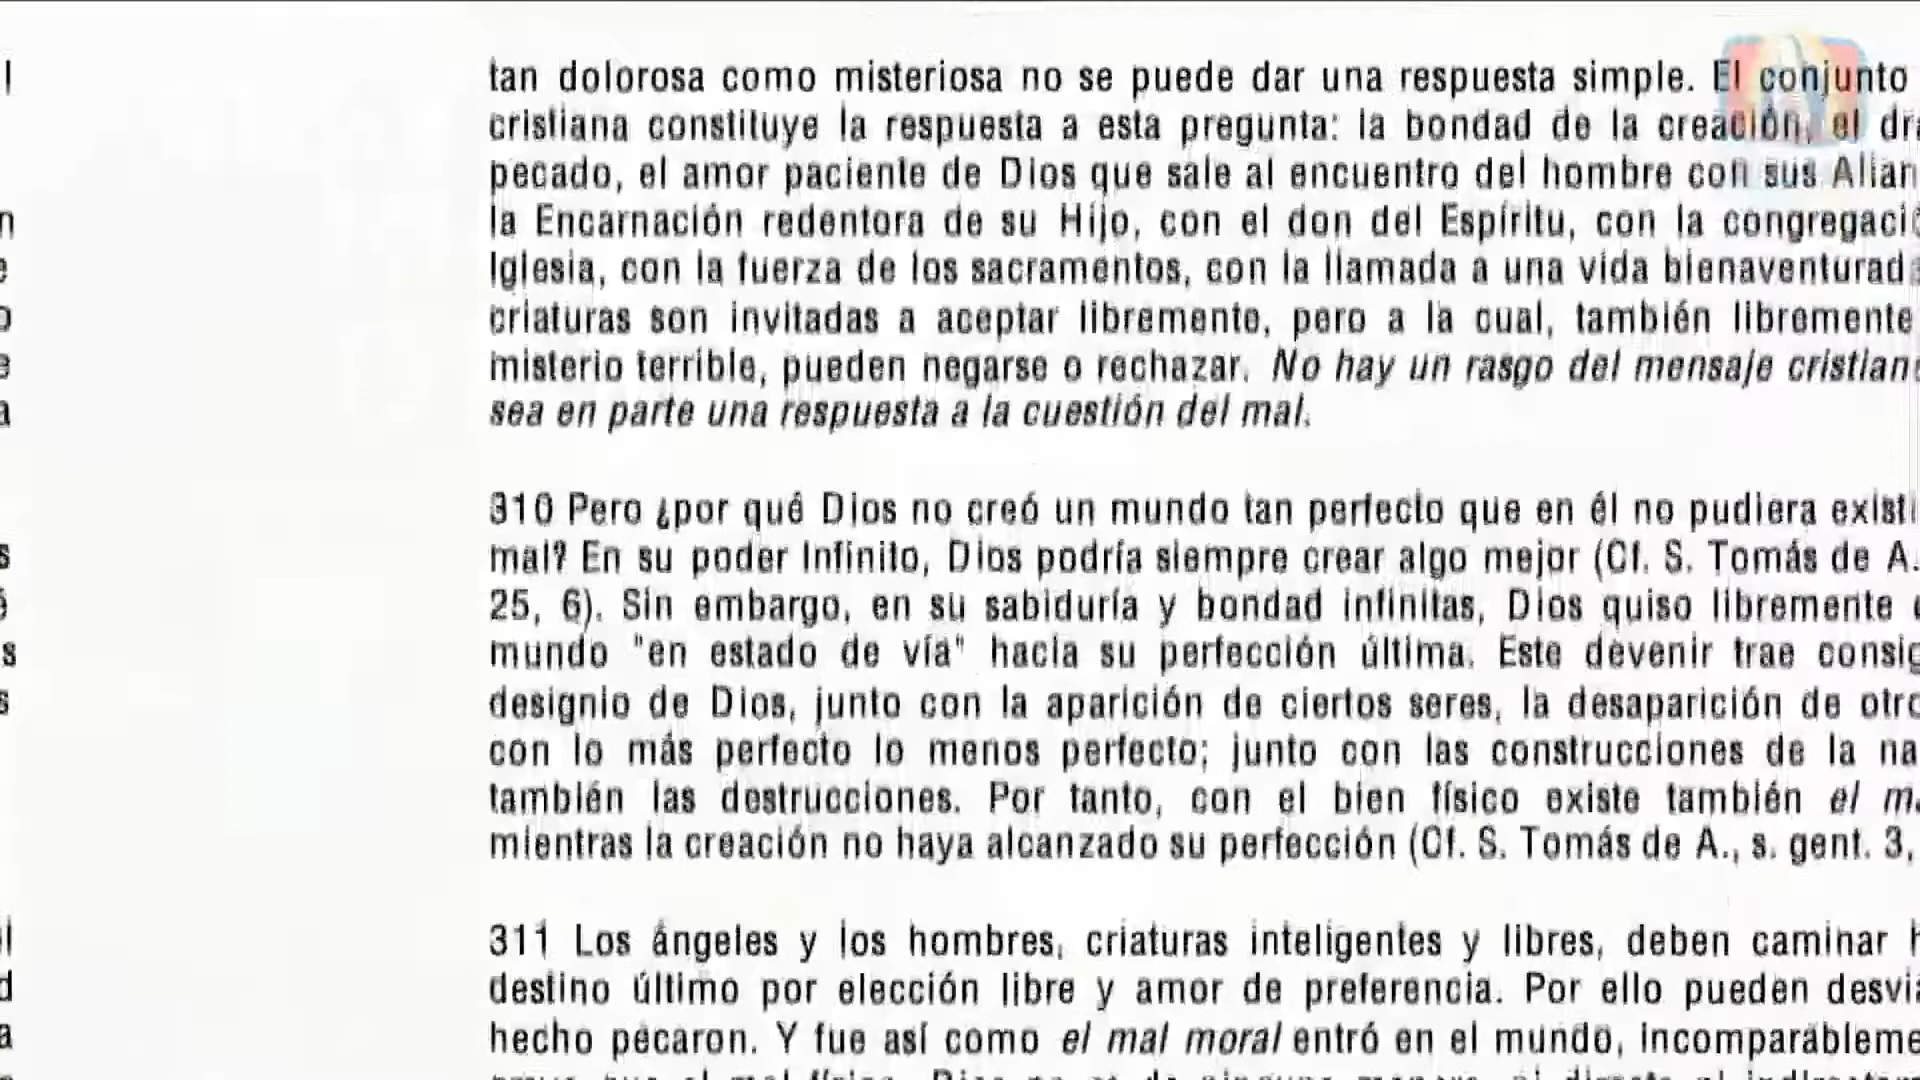 tan dolorosa como misteriosa no se puede dar una respuesta simple. El conjunto
cristiana constituye la respuesta a esta pregunta: la bondad de la creación, el
pecado, el amor paciente de Dios que sale al encuentro del hombre con sus
la Encarnación redentora de su Hijo, con el don del Espíritu, con la
Iglesia, con la fuerza de los sacramentos, con la llamada a una vida
criaturas son invitadas a aceptar libremente, pero a la cual, también libremente
misterio terrible, pueden negarse o rechazar. No hay un rasgo del mensaje
sea en parte una respuesta a la cuestión del mal.
310 Pero ¿por qué Dios no creó un mundo tan perfecto que en él no pudiera
mal? En su poder Infinito, Dios podría siempre crear algo mejor (Cf. S. Tomás de A.
25, 6). Sin embargo, en su sabiduría y bondad infinitas, Dios quiso libremente
mundo "en estado de vía" hacia su perfección última. Este devenir trae
designio de Dios, junto con la aparición de ciertos seres, la desaparición de
con lo más perfecto lo menos perfecto; junto con las construcciones de la
también las destrucciones. Por tanto, con el bien físico existe también el
mientras la creación no haya alcanzado su perfección (Cf. S. Tomás de A., s. gent. 3,
311 Los ángeles y los hombres, criaturas inteligentes y libres, deben caminar
destino último por elección libre y amor de preferencia. Por ello pueden
hecho pecaron. Y fue así como el mal moral entró en el mundo,